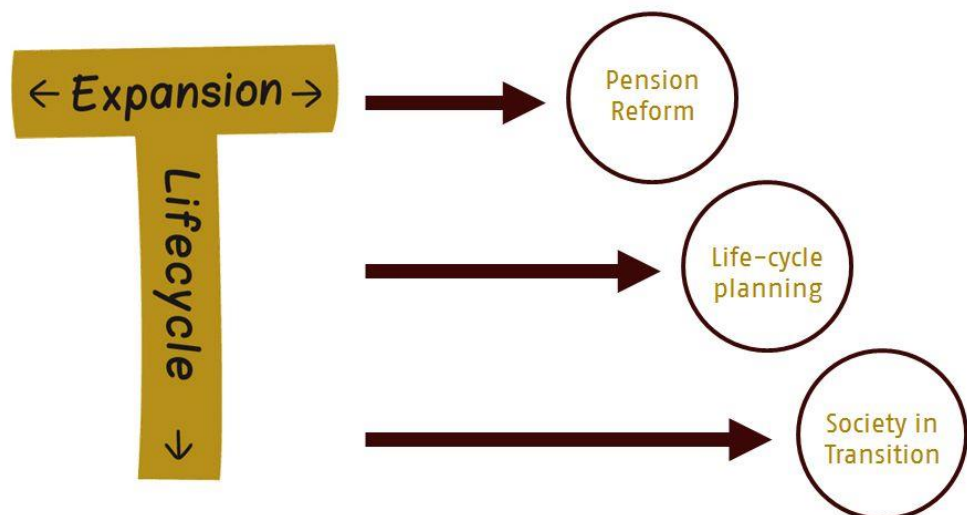 ← Expansion →
Lifecycle →
Pension
Reform
Life-cycle
planning
Society in
Transition